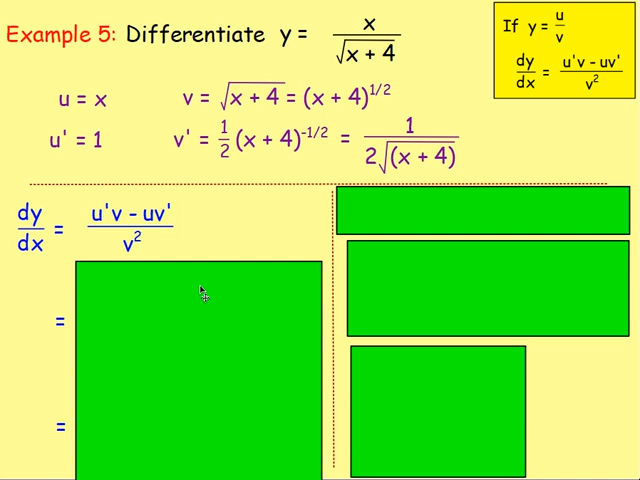 Example 5: Differentiate y = x / √(x + 4)
If y = u / v
dy/dx = (u'v - uv') / v²
u = x
v = √(x + 4) = (x + 4)^1/2
u' = 1
v' = 1/2 (x + 4)^-1/2 = 1 / 2√(x + 4)
dy/dx = (u'v - uv') / v²
=
=